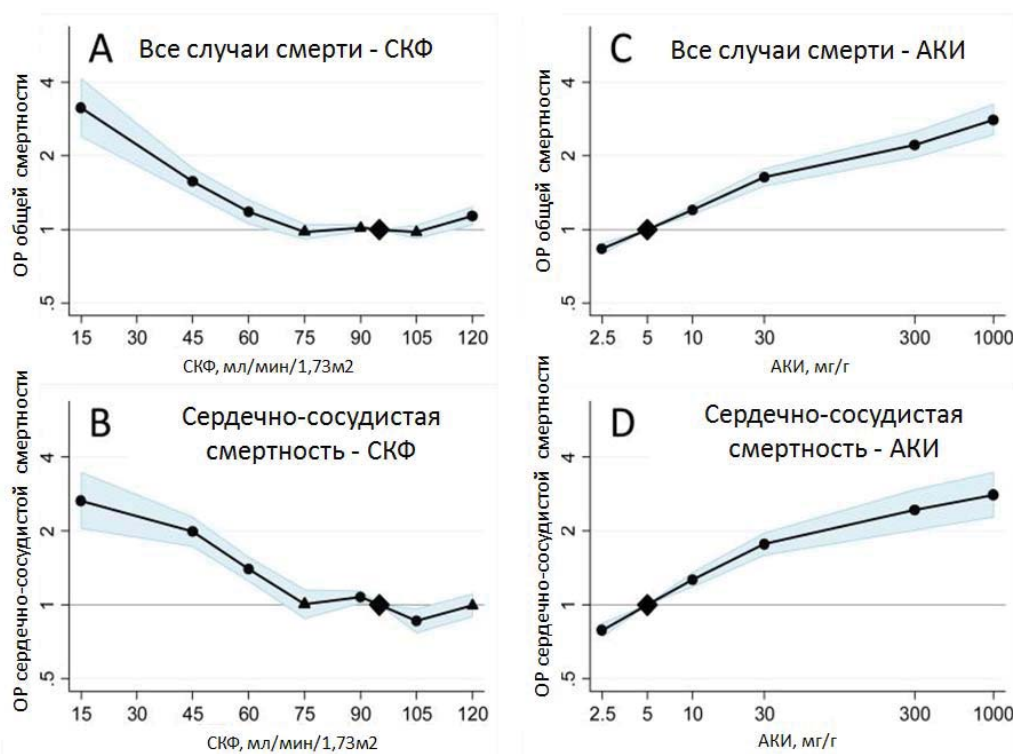 A Все случаи смерти - СКФ
ОР общей смертности
4
2
1
.5
15 30 45 60 75 90 105 120
СКФ, мл/мин/1,73м2
C Все случаи смерти - АКИ
ОР общей смертности
4
2
1
.5
2.5 5 10 30 300 1000
АКИ, мг/г
B Сердечно-сосудистая
смертность - СКФ
ОР сердечно-сосудистой смертности
4
2
1
.5
15 30 45 60 75 90 105 120
СКФ, мл/мин/1,73м2
D Сердечно-сосудистая
смертность - АКИ
ОР сердечно-сосудистой смертности
4
2
1
.5
2.5 5 10 30 300 1000
АКИ, мг/г